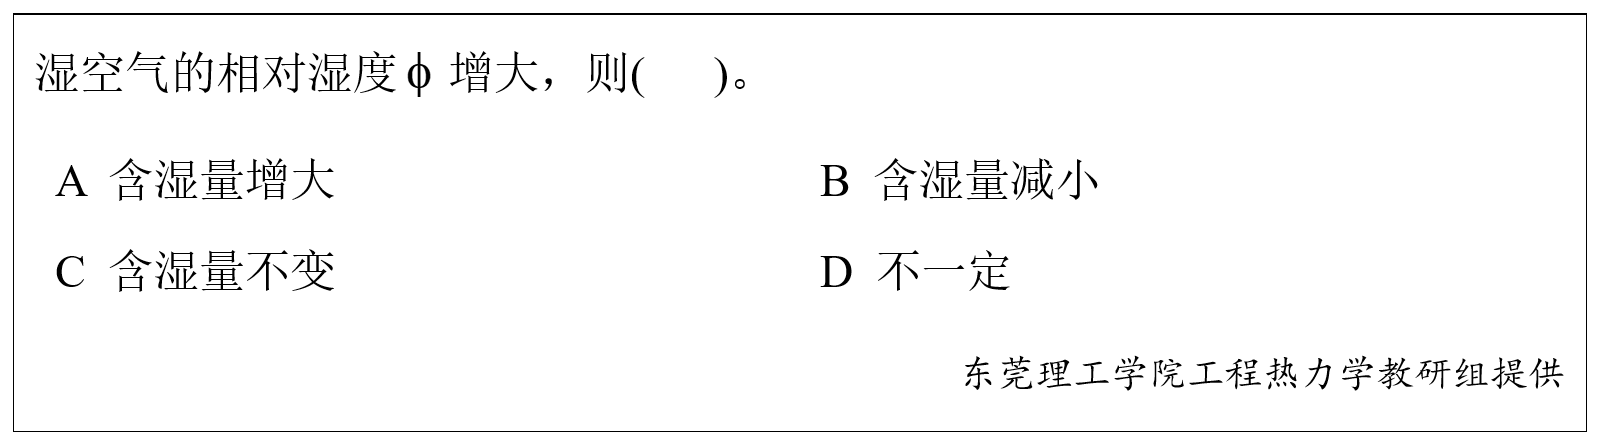 湿空气的相对湿度ϕ 增大，则(    )。
A 含湿量增大
B 含湿量减小
C 含湿量不变
D 不一定
东莞理工学院工程热力学教研组提供